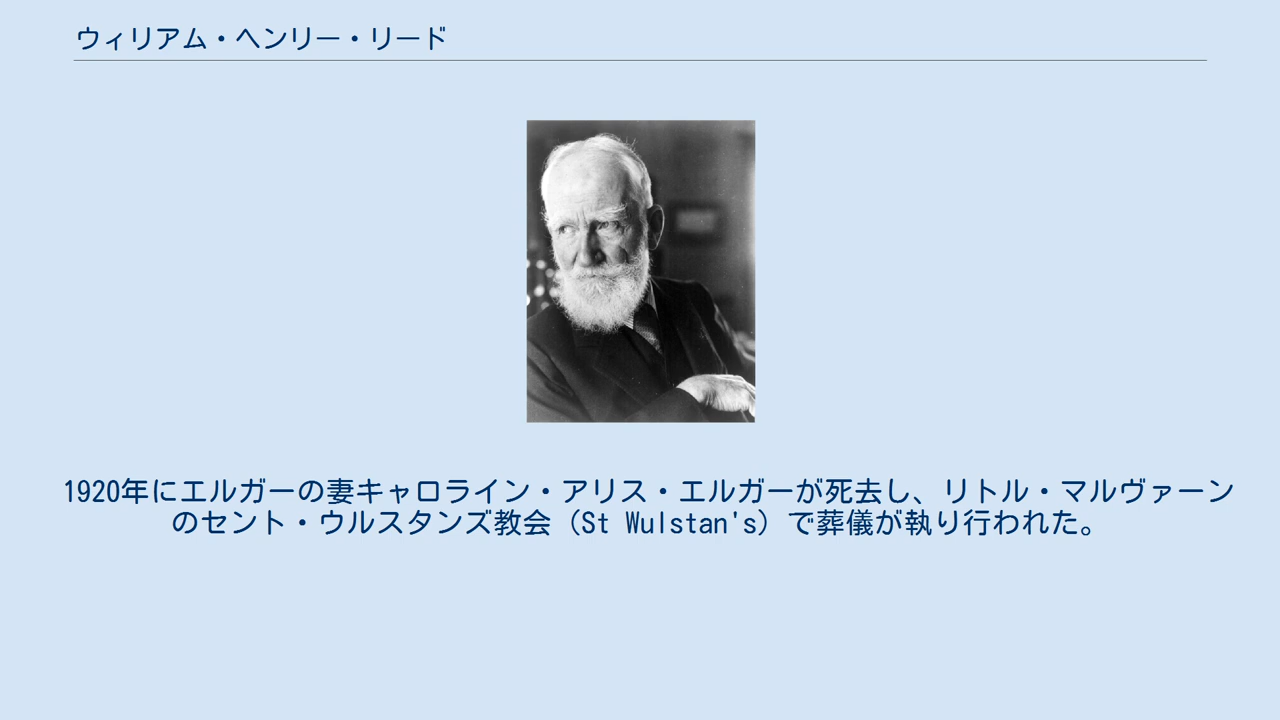 ウィリアム・ヘンリー・リード
1920年にエルガーの妻キャロライン・アリス・エルガーが死去し、リトル・マルヴァーン
のセント・ウルスタンズ教会（St Wulstan's）で葬儀が執り行われた。